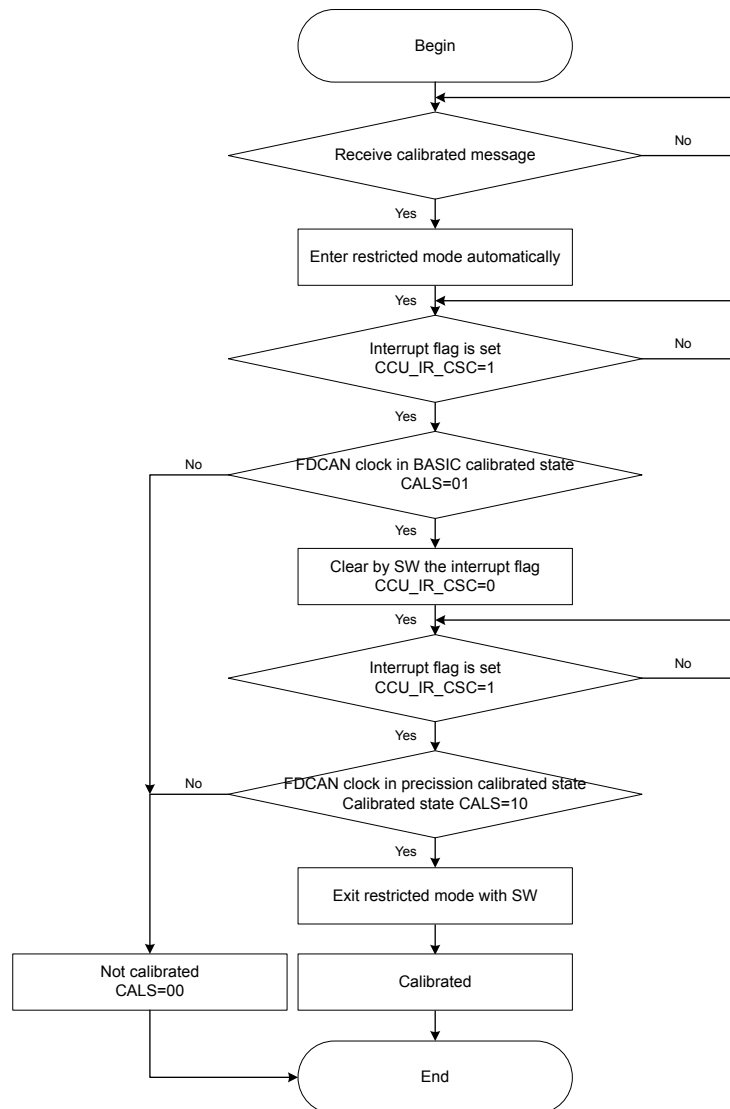 Begin
Receive calibrated message
No
Yes
Enter restricted mode automatically
Yes
Interrupt flag is set
CCU_IR_CSC=1
No
Yes
No
FDCAN clock in BASIC calibrated state
CALS=01
Yes
Clear by SW the interrupt flag
CCU_IR_CSC=0
Yes
Interrupt flag is set
CCU_IR_CSC=1
No
Yes
No
FDCAN clock in precission calibrated state
Calibrated state CALS=10
Yes
Exit restricted mode with SW
Not calibrated
CALS=00
Calibrated
End